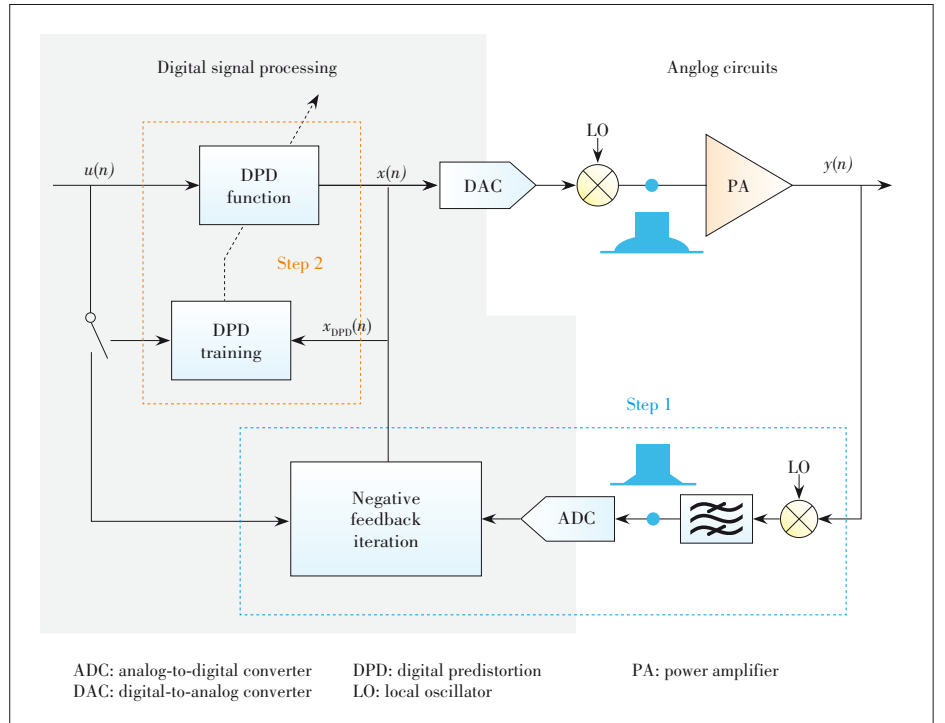 Digital signal processing
Anglog circuits
LO
u(n)
DPD
function
x(n)
DAC
PA
y(n)
Step 2
DPD
training
x_DPD(n)
Step 1
LO
Negative
feedback
iteration
ADC
ADC: analog-to-digital converter
DPD: digital predistortion
PA: power amplifier
DAC: digital-to-analog converter
LO: local oscillator